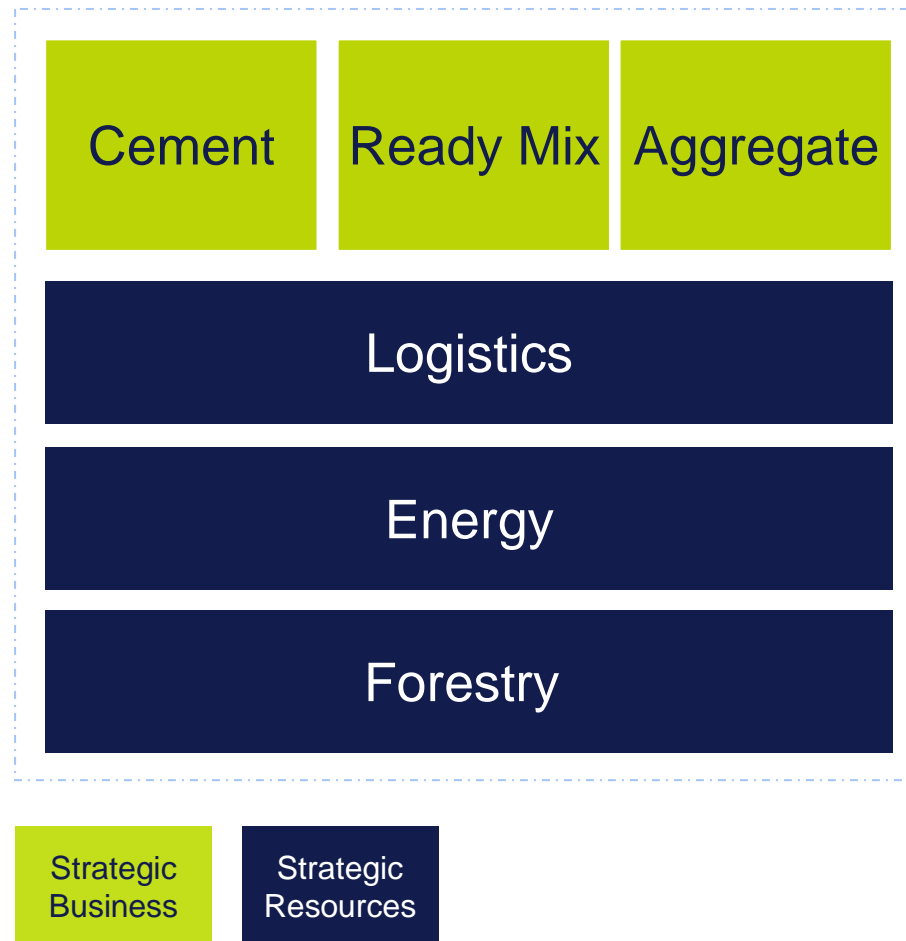 Cement
Ready Mix
Aggregate
Logistics
Energy
Forestry
Strategic
Business
Strategic
Resources